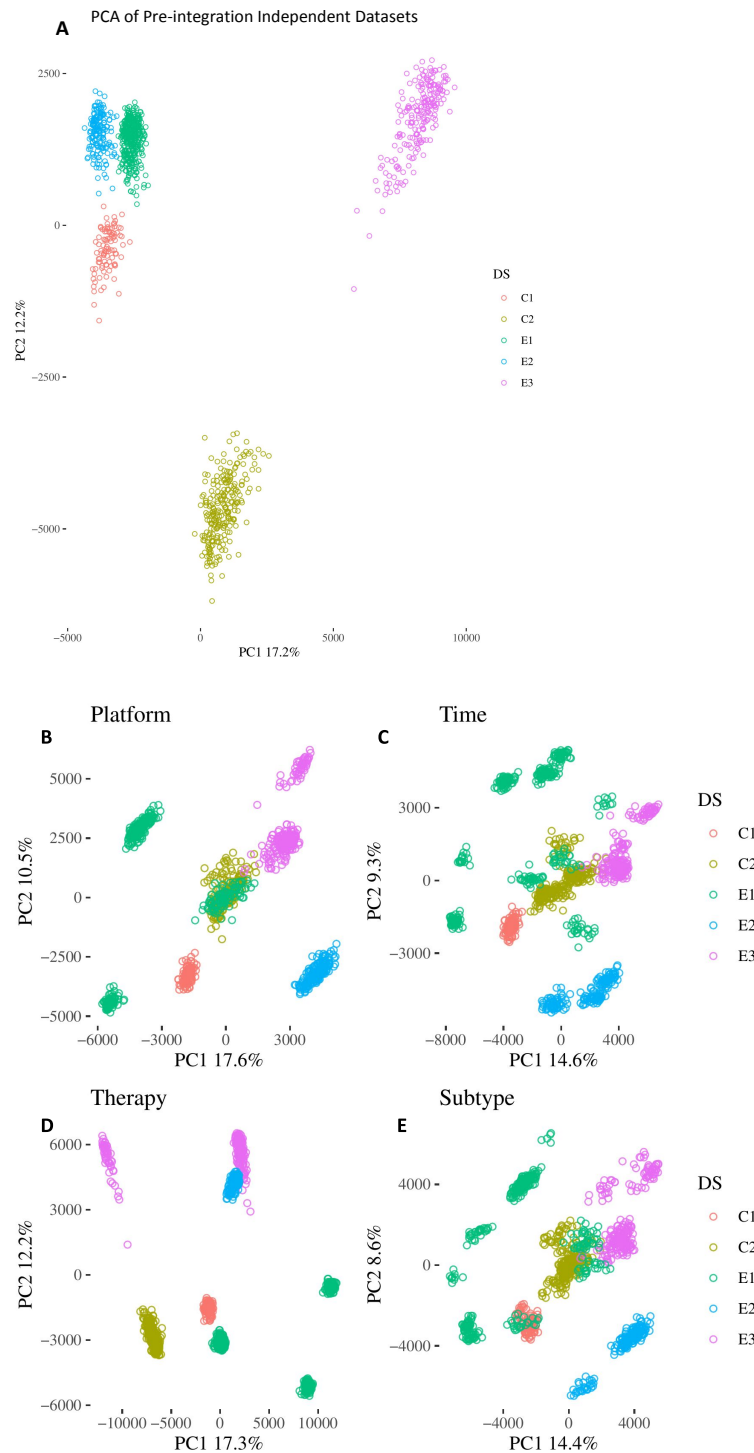 PCA of Pre-integration Independent Datasets
A
2500
0
−2500
−5000
PC2 12.2%
DS
C1
C2
E1
E2
E3
−5000 0 5000 10000
PC1 17.2%
Platform
B
5000
2500
0
−2500
−5000
PC2 10.5%
−6000 −3000 0 3000
PC1 17.6%
Time
C
3000
0
−3000
PC2 9.3%
−8000 −4000 0 4000
PC1 14.6%
DS
C1
C2
E1
E2
E3
Therapy
D
6000
3000
0
−3000
−6000
PC2 12.2%
−10000 −5000 0 5000 10000
PC1 17.3%
Subtype
E
4000
0
−4000
PC2 8.6%
−4000 0 4000
PC1 14.4%
DS
C1
C2
E1
E2
E3